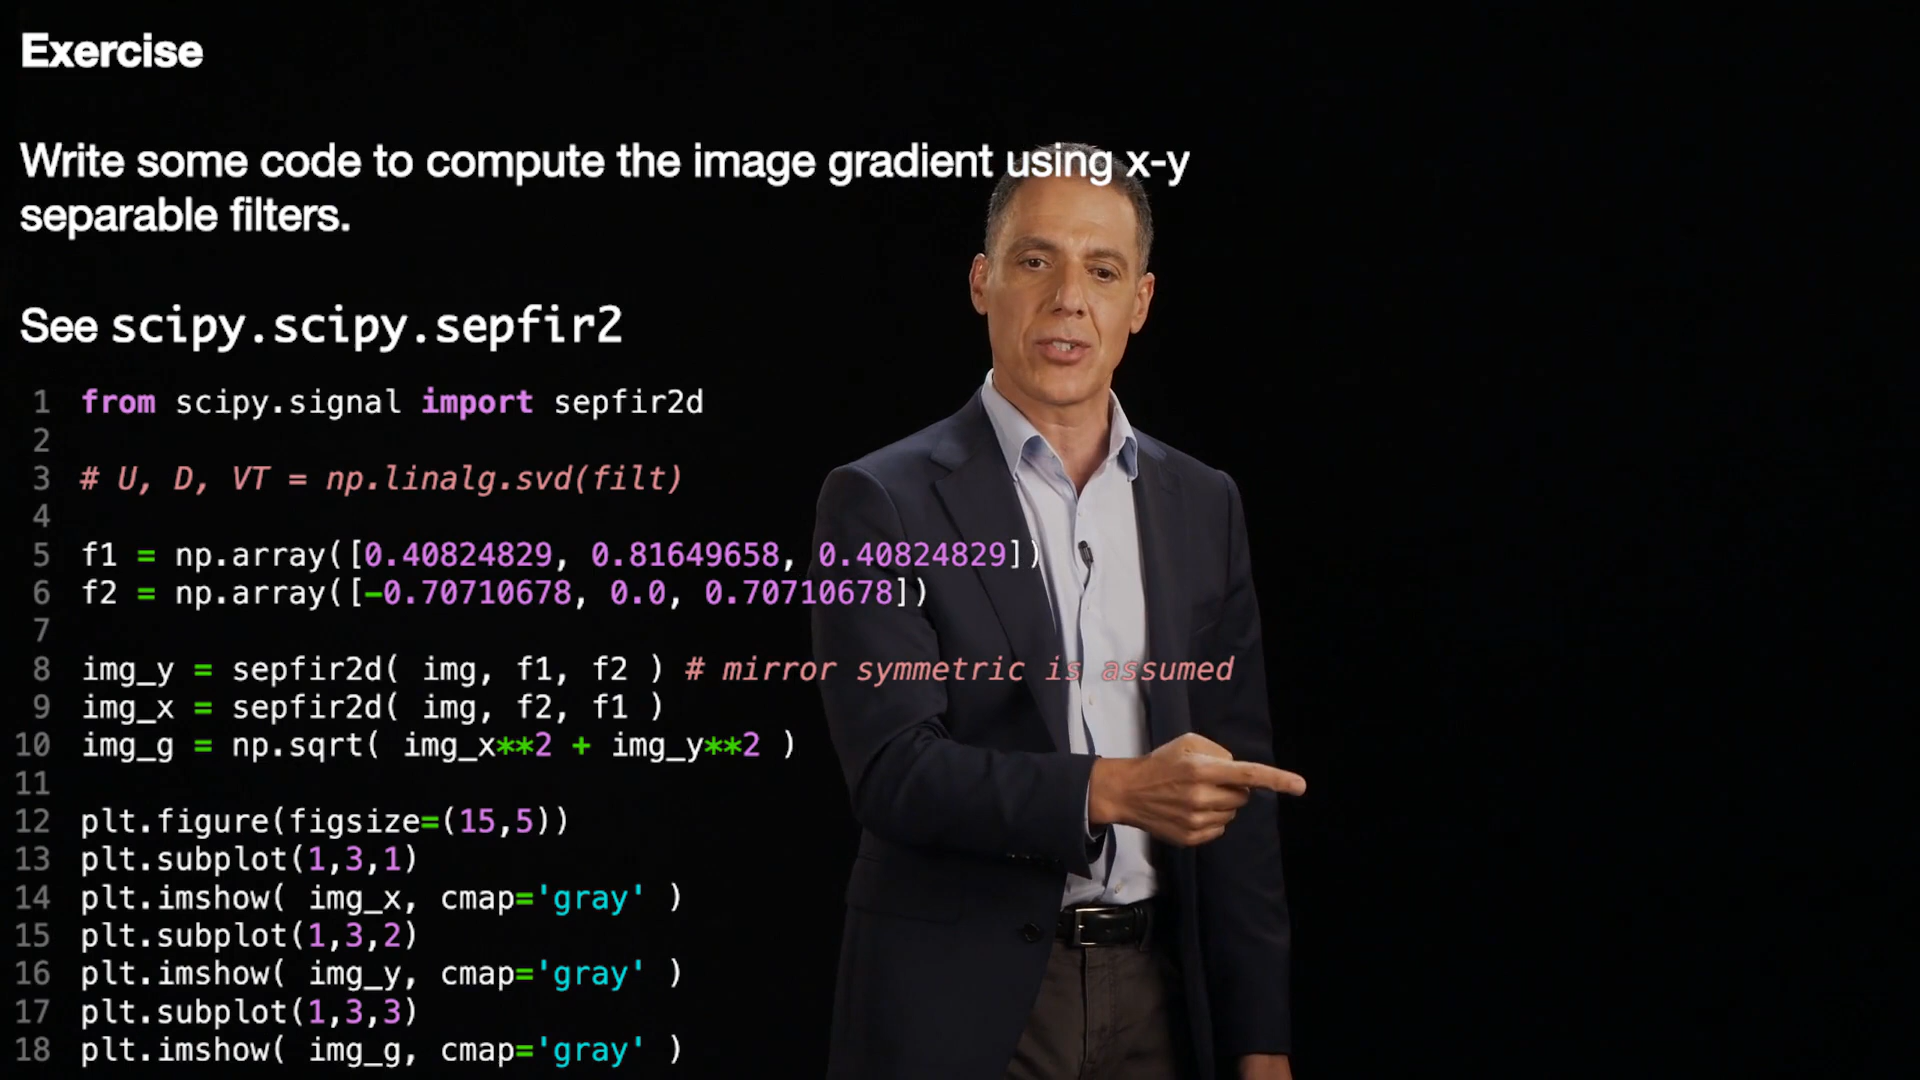 Exercise
Write some code to compute the image gradient using x-y
separable filters.
See scipy.scipy.sepfir2
1 from scipy.signal import sepfir2d
2
3 # U, D, VT = np.linalg.svd(filt)
4
5 f1 = np.array([0.40824829, 0.81649658, 0.40824829])
6 f2 = np.array([-0.70710678, 0.0, 0.70710678])
7
8 img_y = sepfir2d( img, f1, f2 ) # mirror symmetric is assumed
9 img_x = sepfir2d( img, f2, f1 )
10 img_g = np.sqrt( img_x**2 + img_y**2 )
11
12 plt.figure(figsize=(15,5))
13 plt.subplot(1,3,1)
14 plt.imshow( img_x, cmap='gray' )
15 plt.subplot(1,3,2)
16 plt.imshow( img_y, cmap='gray' )
17 plt.subplot(1,3,3)
18 plt.imshow( img_g, cmap='gray' )